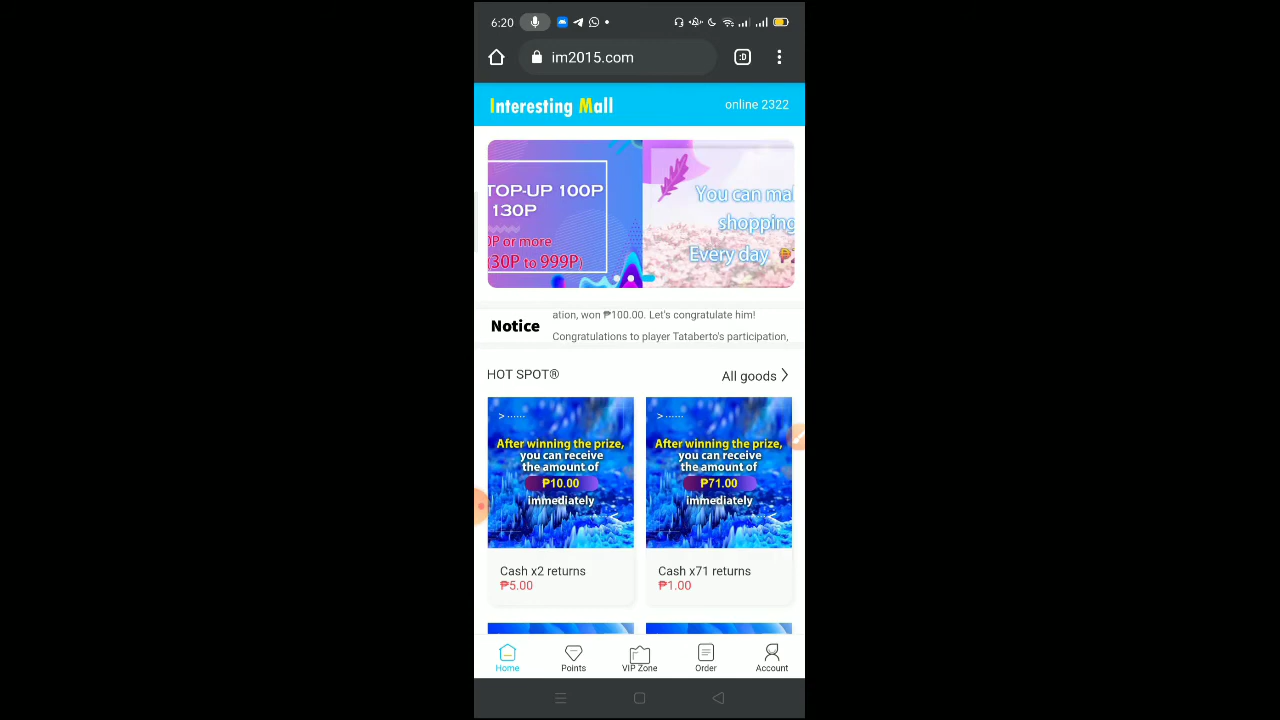 6:20
im2015.com
:D
Interesting Mall
online 2322
TOP-UP 100P
130P
0P or more
(30P to 999P)
You can ma
shopping
Every day
Notice
ation, won ₱100.00. Let's congratulate him!
Congratulations to player Tataberto's participation,
HOT SPOT®
All goods
After winning the prize,
you can receive
the amount of
₱10.00
immediately
After winning the prize,
you can receive
the amount of
₱71.00
immediately
Cash x2 returns
₱5.00
Cash x71 returns
₱1.00
Home
Points
VIP Zone
Order
Account